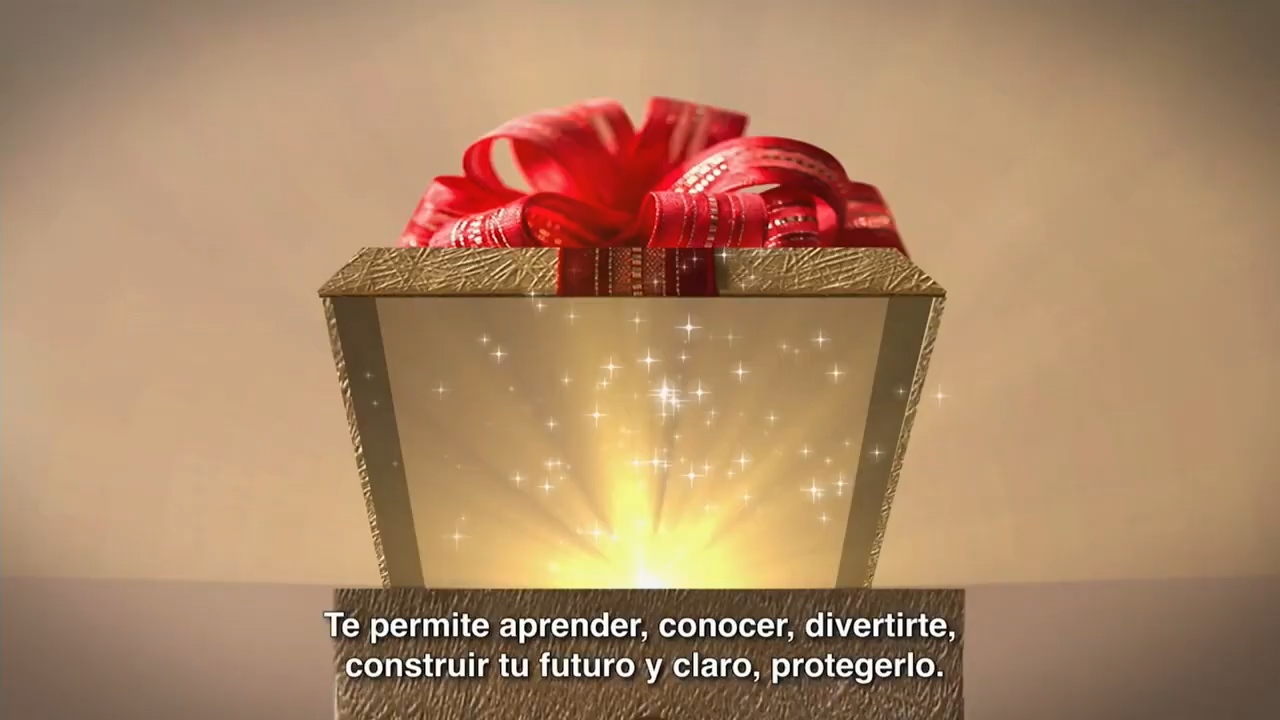 Te permite aprender, conocer, divertirte,
construir tu futuro y claro, protegerlo.